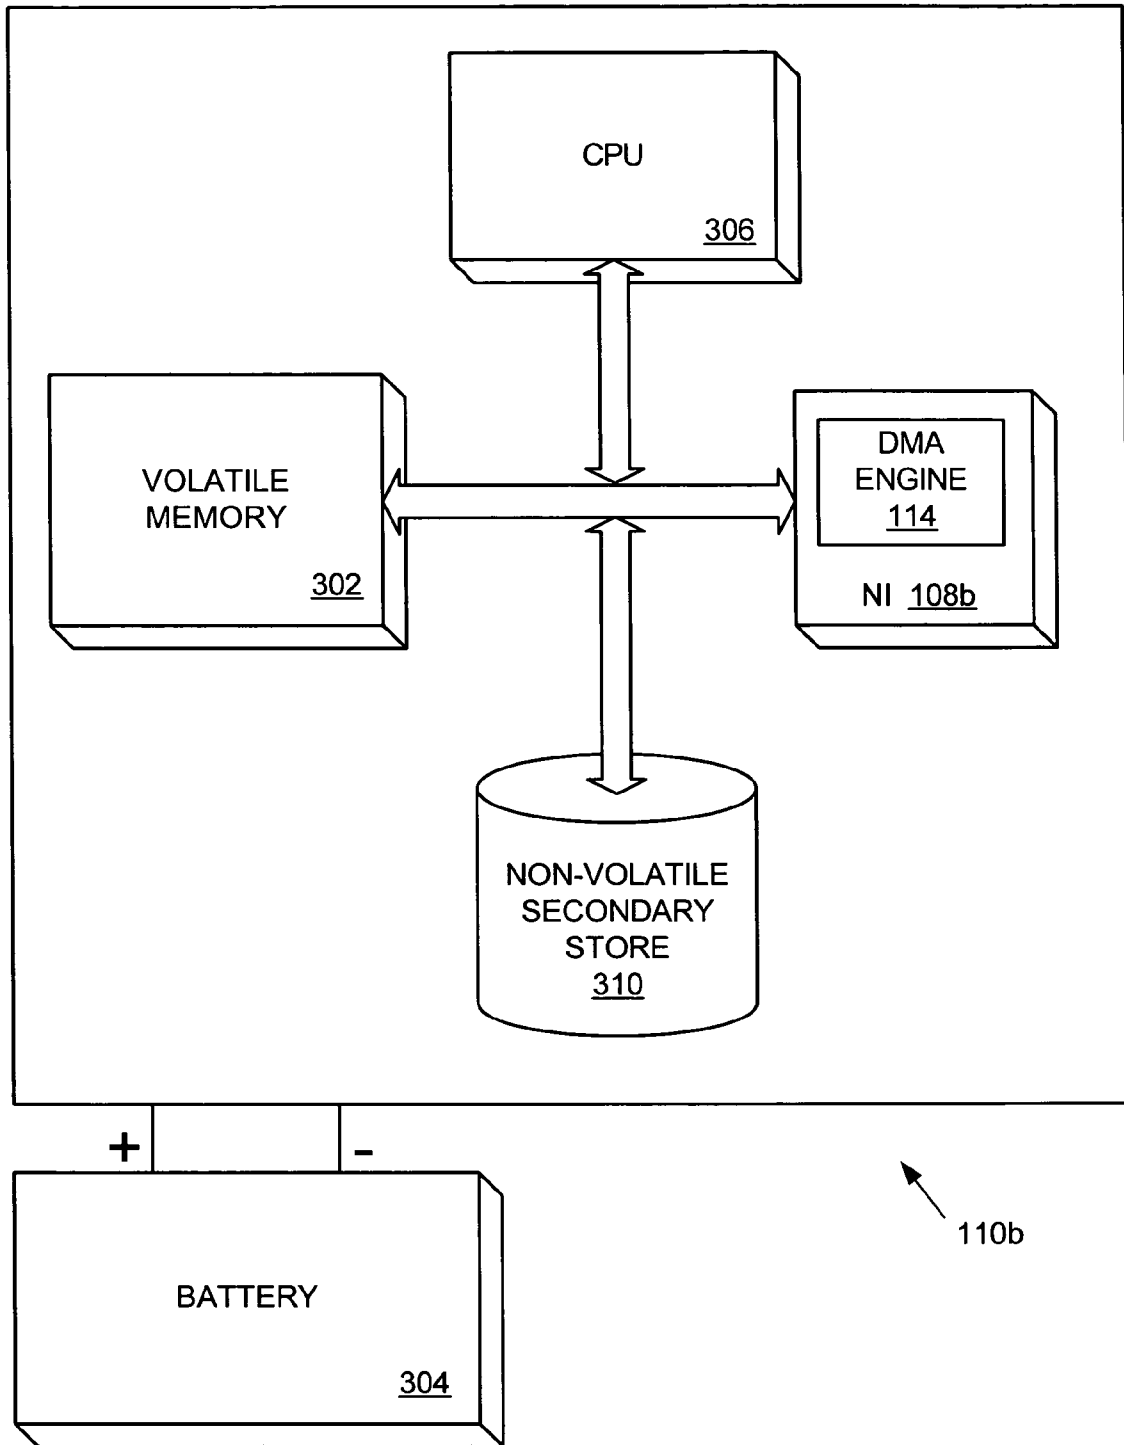 CPU
306
VOLATILE
MEMORY
302
DMA
ENGINE
114
NI 108b
NON-VOLATILE
SECONDARY
STORE
310
+ -
110b
BATTERY
304